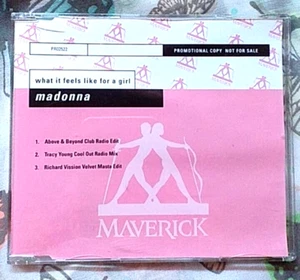 PRO2522
PROMOTIONAL COPY NOT FOR SALE
what it feels like for a girl
madonna
1. Above & Beyond Club Radio Edit
2. Tracy Young Cool Out Radio Mix
3. Richard Vission Velvet Masta Edit
MAVERICK